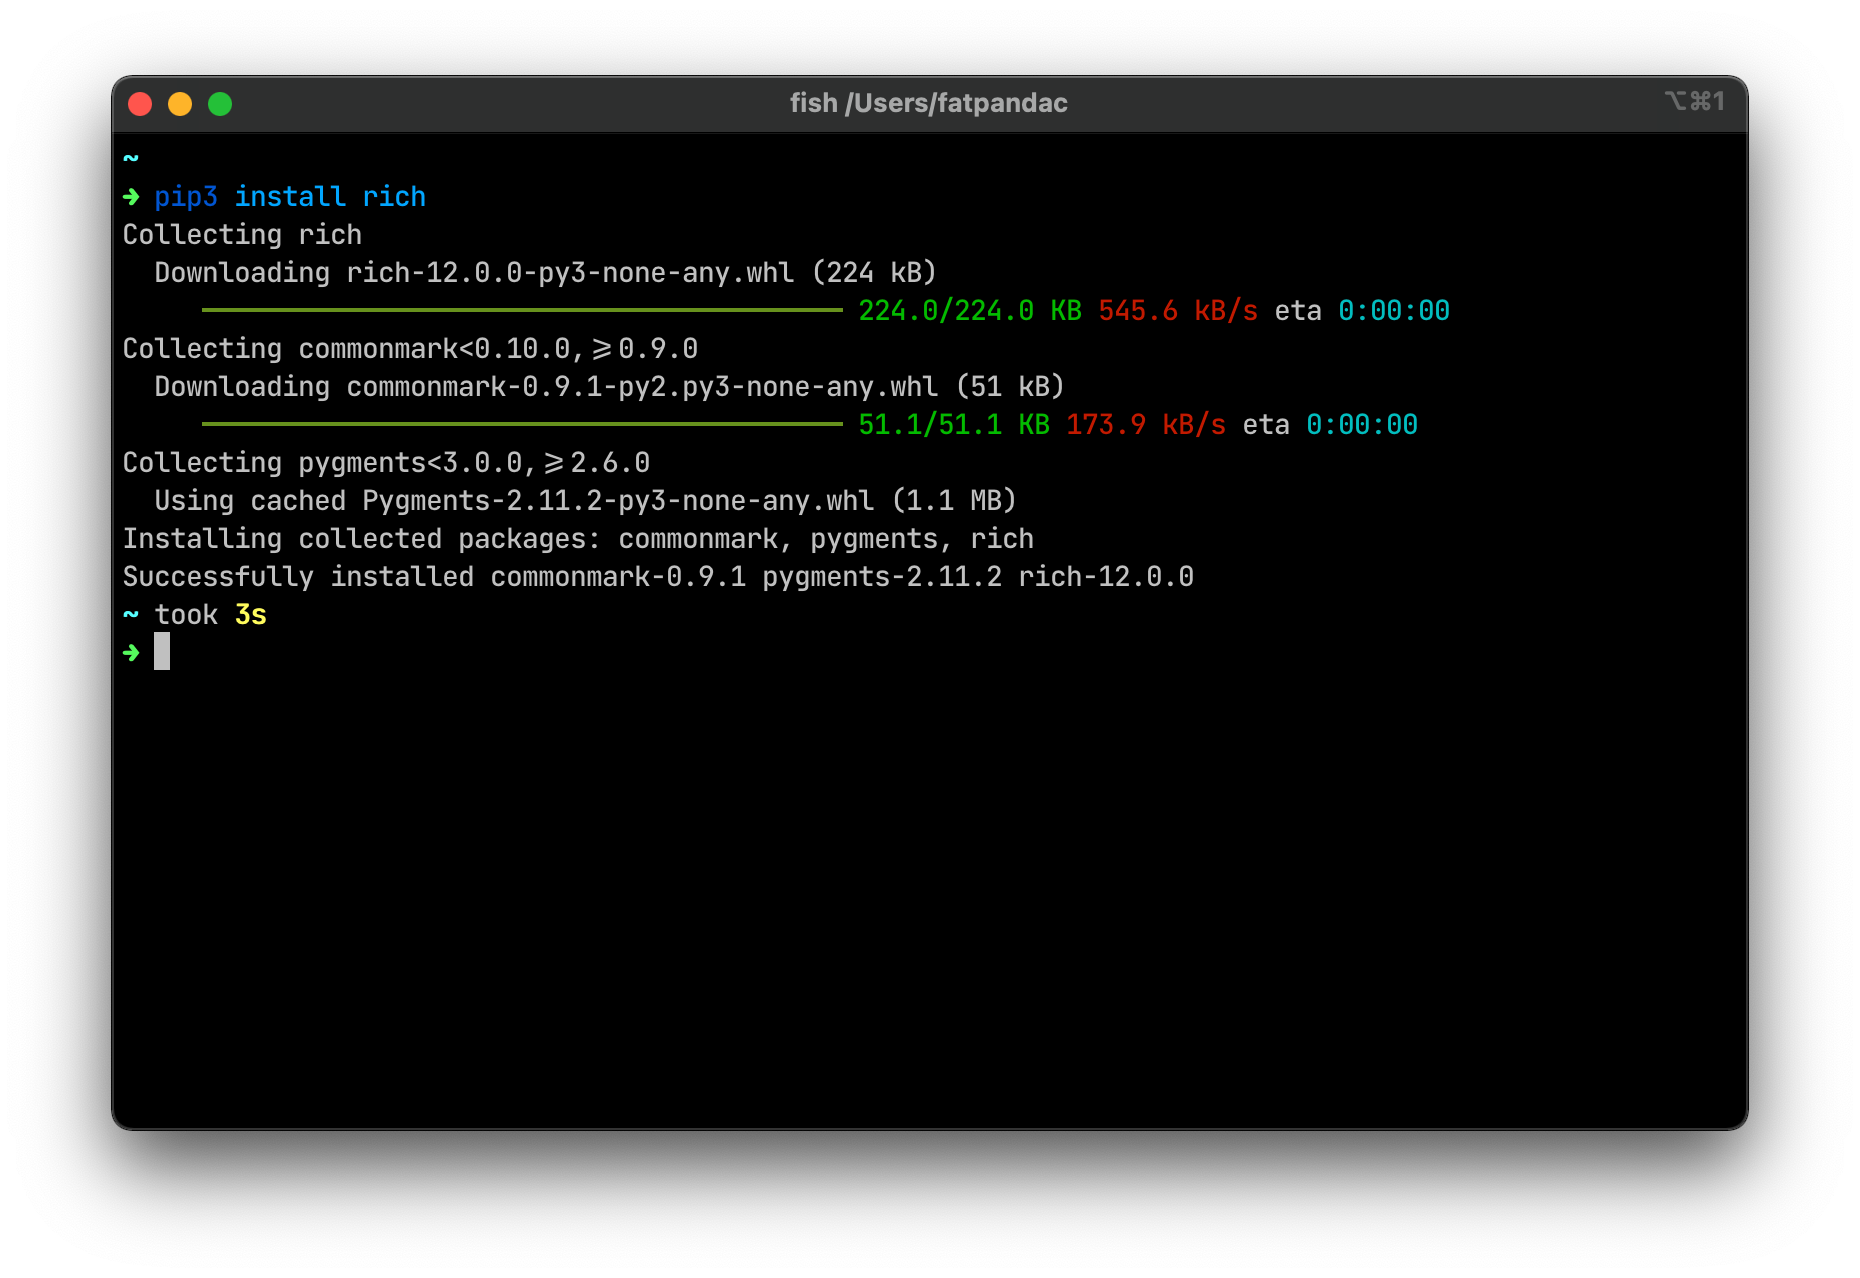 fish /Users/fatpandac
⌥⌘1
~
➜ pip3 install rich
Collecting rich
Downloading rich-12.0.0-py3-none-any.whl (224 kB)
224.0/224.0 KB 545.6 kB/s eta 0:00:00
Collecting commonmark<0.10.0,≥0.9.0
Downloading commonmark-0.9.1-py2.py3-none-any.whl (51 kB)
51.1/51.1 KB 173.9 kB/s eta 0:00:00
Collecting pygments<3.0.0,≥2.6.0
Using cached Pygments-2.11.2-py3-none-any.whl (1.1 MB)
Installing collected packages: commonmark, pygments, rich
Successfully installed commonmark-0.9.1 pygments-2.11.2 rich-12.0.0
~ took 3s
➜